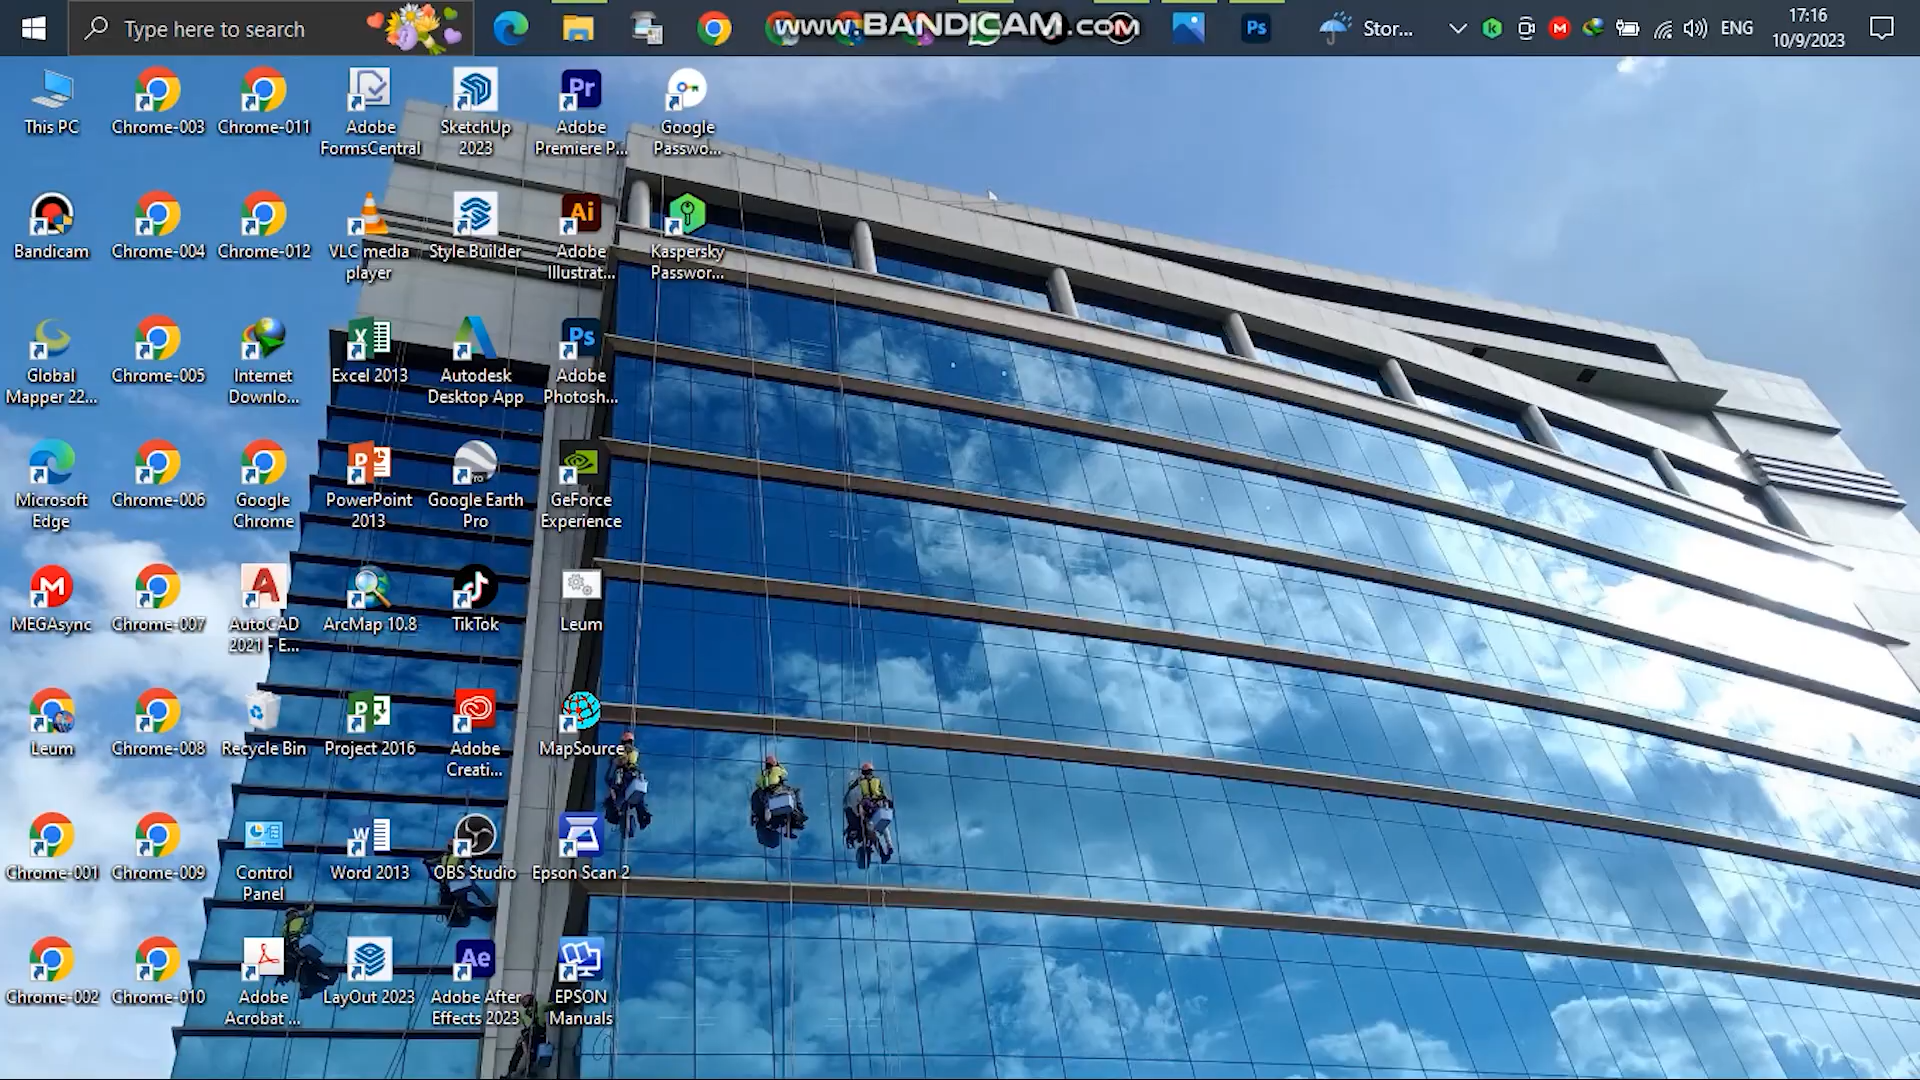 Type here to search
www.BANDICAM.com
Ps
Stor...
ENG
17:16
10/9/2023
This PC
Chrome-003
Chrome-011
Adobe
FormsCentral
SketchUp
2023
Pr
Adobe
Premiere P...
Google
Passwo...
Bandicam
Chrome-004
Chrome-012
VLC media
player
Style Builder
Ai
Adobe
Illustrat...
Kaspersky
Passwor...
Global
Mapper 22...
Chrome-005
Internet
Downlo...
Excel 2013
Autodesk
Desktop App
Ps
Adobe
Photosh...
Microsoft
Edge
Chrome-006
Google
Chrome
PowerPoint
2013
Google Earth
Pro
GeForce
Experience
MEGAsync
Chrome-007
AutoCAD
2021 - E...
ArcMap 10.8
TikTok
Leum
Leum
Chrome-008
Recycle Bin
Project 2016
Adobe
Creati...
MapSource
Chrome-001
Chrome-009
Control
Panel
Word 2013
OBS Studio
Epson Scan 2
Chrome-002
Chrome-010
Adobe
Acrobat ...
LayOut 2023
Ae
Adobe After
Effects 2023
EPSON
Manuals